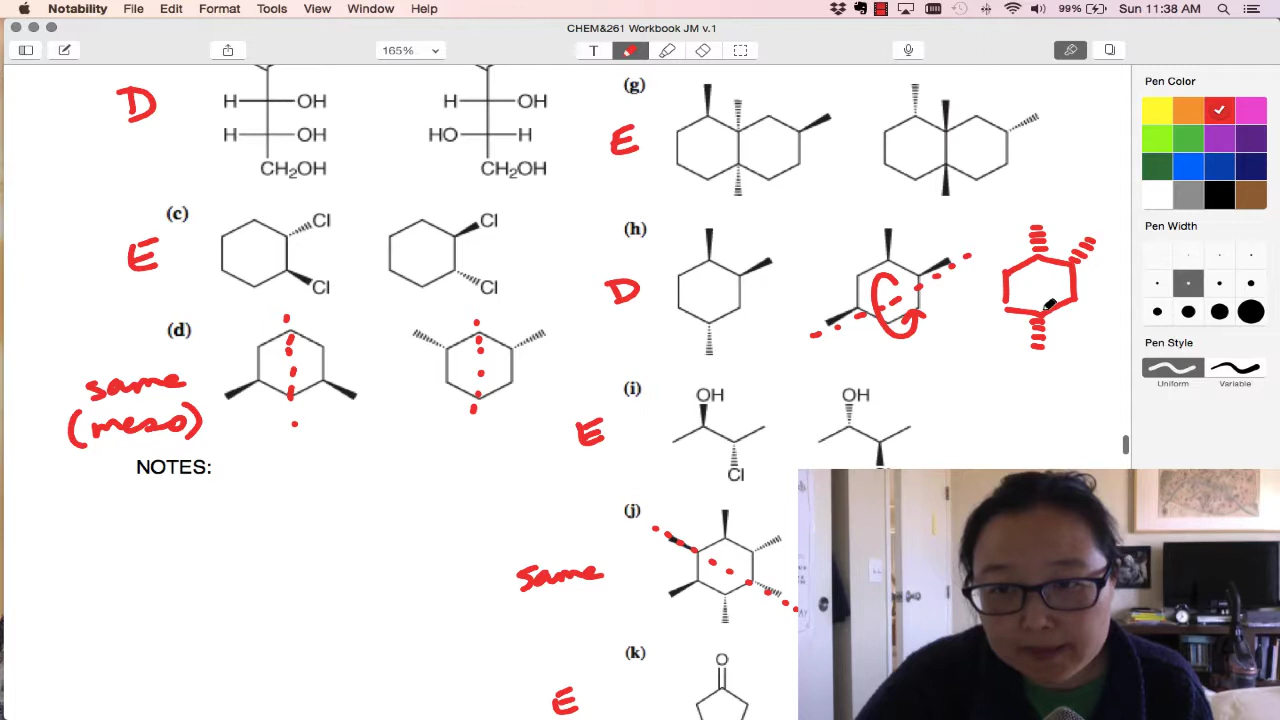 Notability File Edit Format Tools View Window Help 99% Sun 11:38 AM
CHEM&261 Workbook JM v.1
165% T
Pen Color
Pen Width
Pen Style
Uniform Variable
D
H OH
H OH
CH2OH
H OH
HO H
CH2OH
(c)
E
Cl
Cl
Cl
Cl
(d)
same
(meso)
NOTES:
(g)
E
(h)
D
(i)
E
OH
Cl
OH
(j)
same
(k)
E
O